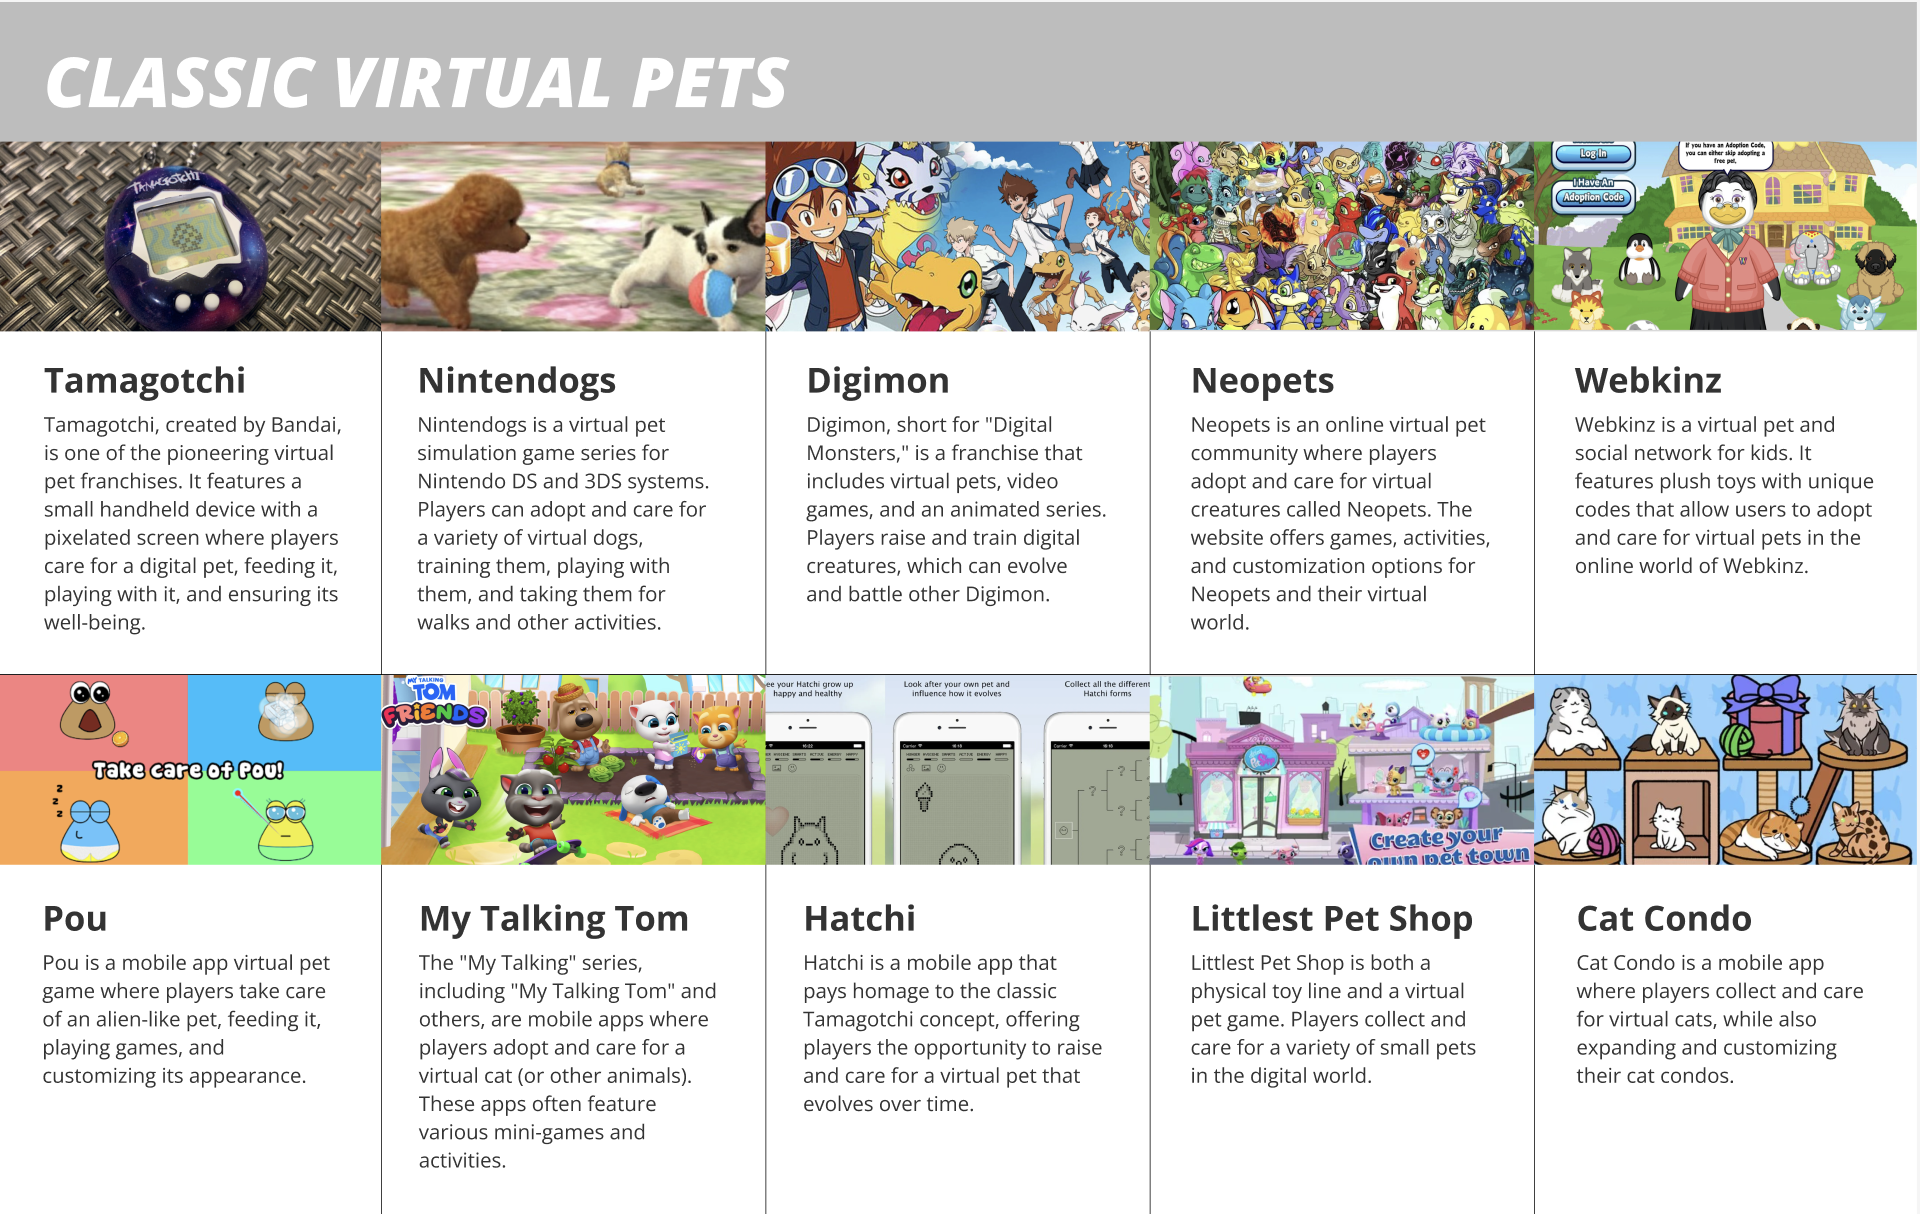 CLASSIC VIRTUAL PETS
TAMAGOTCHI
Log In
I Have An
Adoption Code
If you have an Adoption Code,
you can either skip adopting a
free pet,
Tamagotchi
Tamagotchi, created by Bandai,
is one of the pioneering virtual
pet franchises. It features a
small handheld device with a
pixelated screen where players
care for a digital pet, feeding it,
playing with it, and ensuring its
well-being.
Nintendogs
Nintendogs is a virtual pet
simulation game series for
Nintendo DS and 3DS systems.
Players can adopt and care for
a variety of virtual dogs,
training them, playing with
them, and taking them for
walks and other activities.
Digimon
Digimon, short for "Digital
Monsters," is a franchise that
includes virtual pets, video
games, and an animated series.
Players raise and train digital
creatures, which can evolve
and battle other Digimon.
Neopets
Neopets is an online virtual pet
community where players
adopt and care for virtual
creatures called Neopets. The
website offers games, activities,
and customization options for
Neopets and their virtual
world.
Webkinz
Webkinz is a virtual pet and
social network for kids. It
features plush toys with unique
codes that allow users to adopt
and care for virtual pets in the
online world of Webkinz.
Take care of Pou!
z
z
z
MY TALKING
TOM
FRIENDS
ee your Hatchi grow up
happy and healthy
Look after your own pet and
influence how it evolves
Collect all the different
Hatchi forms
Create your
own pet town
Pou
Pou is a mobile app virtual pet
game where players take care
of an alien-like pet, feeding it,
playing games, and
customizing its appearance.
My Talking Tom
The "My Talking" series,
including "My Talking Tom" and
others, are mobile apps where
players adopt and care for a
virtual cat (or other animals).
These apps often feature
various mini-games and
activities.
Hatchi
Hatchi is a mobile app that
pays homage to the classic
Tamagotchi concept, offering
players the opportunity to raise
and care for a virtual pet that
evolves over time.
Littlest Pet Shop
Littlest Pet Shop is both a
physical toy line and a virtual
pet game. Players collect and
care for a variety of small pets
in the digital world.
Cat Condo
Cat Condo is a mobile app
where players collect and care
for virtual cats, while also
expanding and customizing
their cat condos.